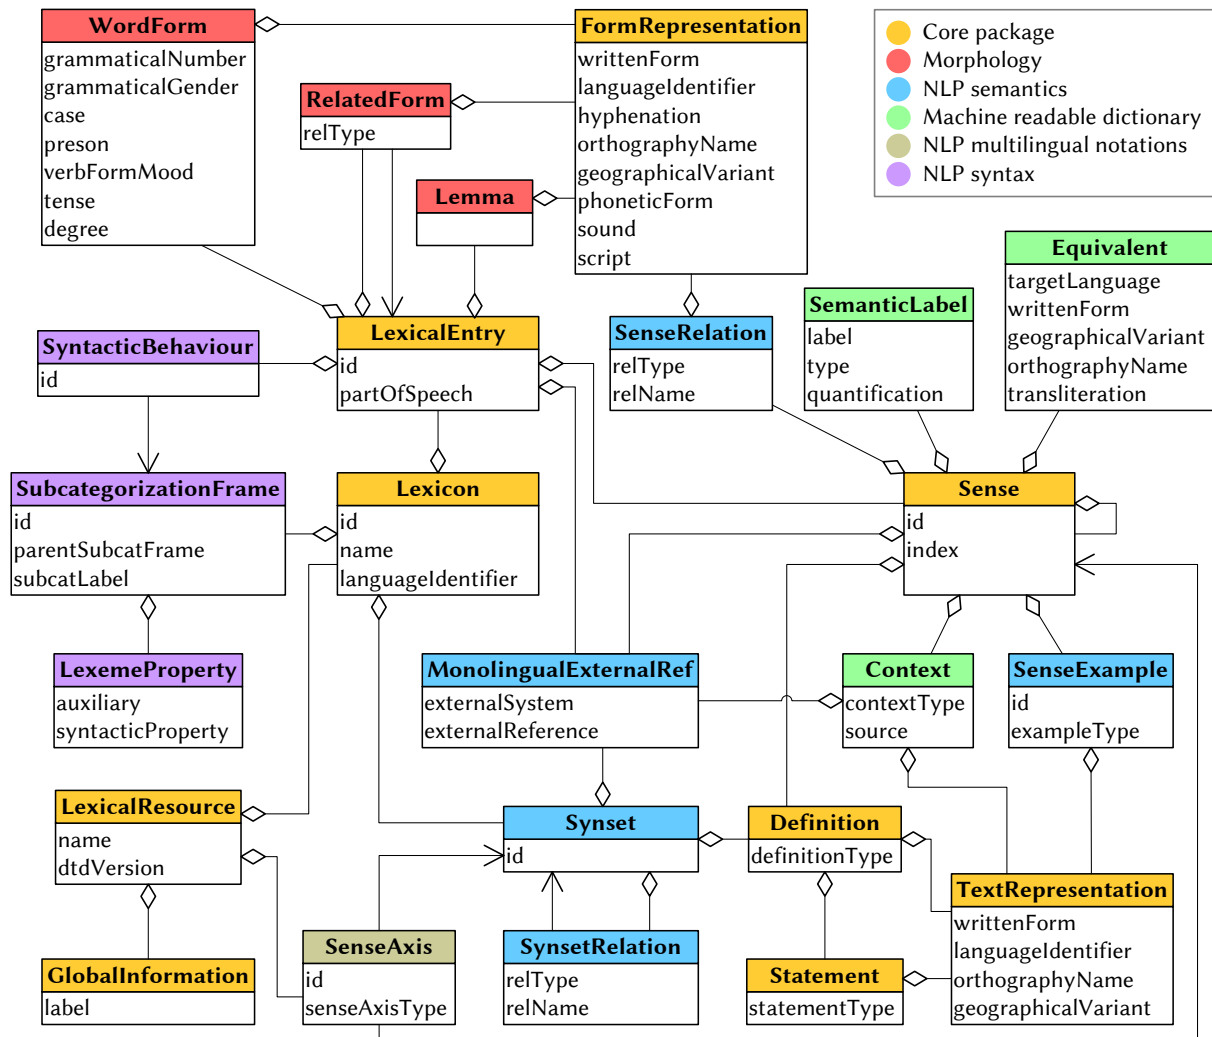 WordForm
grammaticalNumber
grammaticalGender
case
preson
verbFormMood
tense
degree
RelatedForm
relType
Lemma
FormRepresentation
writtenForm
languageIdentifier
hyphenation
orthographyName
geographicalVariant
phoneticForm
sound
script
Core package
Morphology
NLP semantics
Machine readable dictionary
NLP multilingual notations
NLP syntax
SyntacticBehaviour
id
LexicalEntry
id
partOfSpeech
SenseRelation
relType
relName
SemanticLabel
label
type
quantification
Equivalent
targetLanguage
writtenForm
geographicalVariant
orthographyName
transliteration
SubcategorizationFrame
id
parentSubcatFrame
subcatLabel
Lexicon
id
name
languageIdentifier
Sense
id
index
LexemeProperty
auxiliary
syntacticProperty
MonolingualExternalRef
externalSystem
externalReference
Context
contextType
source
SenseExample
id
exampleType
LexicalResource
name
dtdVersion
Synset
id
Definition
definitionType
TextRepresentation
writtenForm
languageIdentifier
orthographyName
geographicalVariant
GlobalInformation
label
SenseAxis
id
senseAxisType
SynsetRelation
relType
relName
Statement
statementType